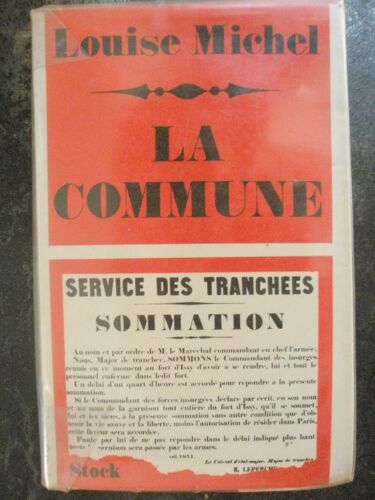 Louise Michel
LA
COMMUNE
SERVICE DES TRANCHÉES
SOMMATION
Au nom et par ordre de M. le Maréchal commandant en chef l'armée,
Nous, Major de tranchée, SOMMONS le Commandant des insurgés
réunis en ce moment au fort d'Issy d'avoir à se rendre, lui et tout le
personnel enfermé dans ledit fort.
Un délai d'un quart d'heure est accordé pour répondre à la présente
sommation.
Si le Commandant des forces insurgées déclare par écrit, en son nom
et au nom de la garnison tout entière du fort d'Issy, qu'il se soumet,
lui et les siens, à la présente sommation sans autre condition que d'ob-
tenir la vie sauve et la liberté, moins l'autorisation de résider dans Paris,
cette faveur sera accordée.
Faute par lui de ne pas répondre dans le délai indiqué plus haut
toute garnison sera passée par les armes.
1871.
Le Colonel d'état-major, Major de tranchée,
R. LEPERCHE
Stock